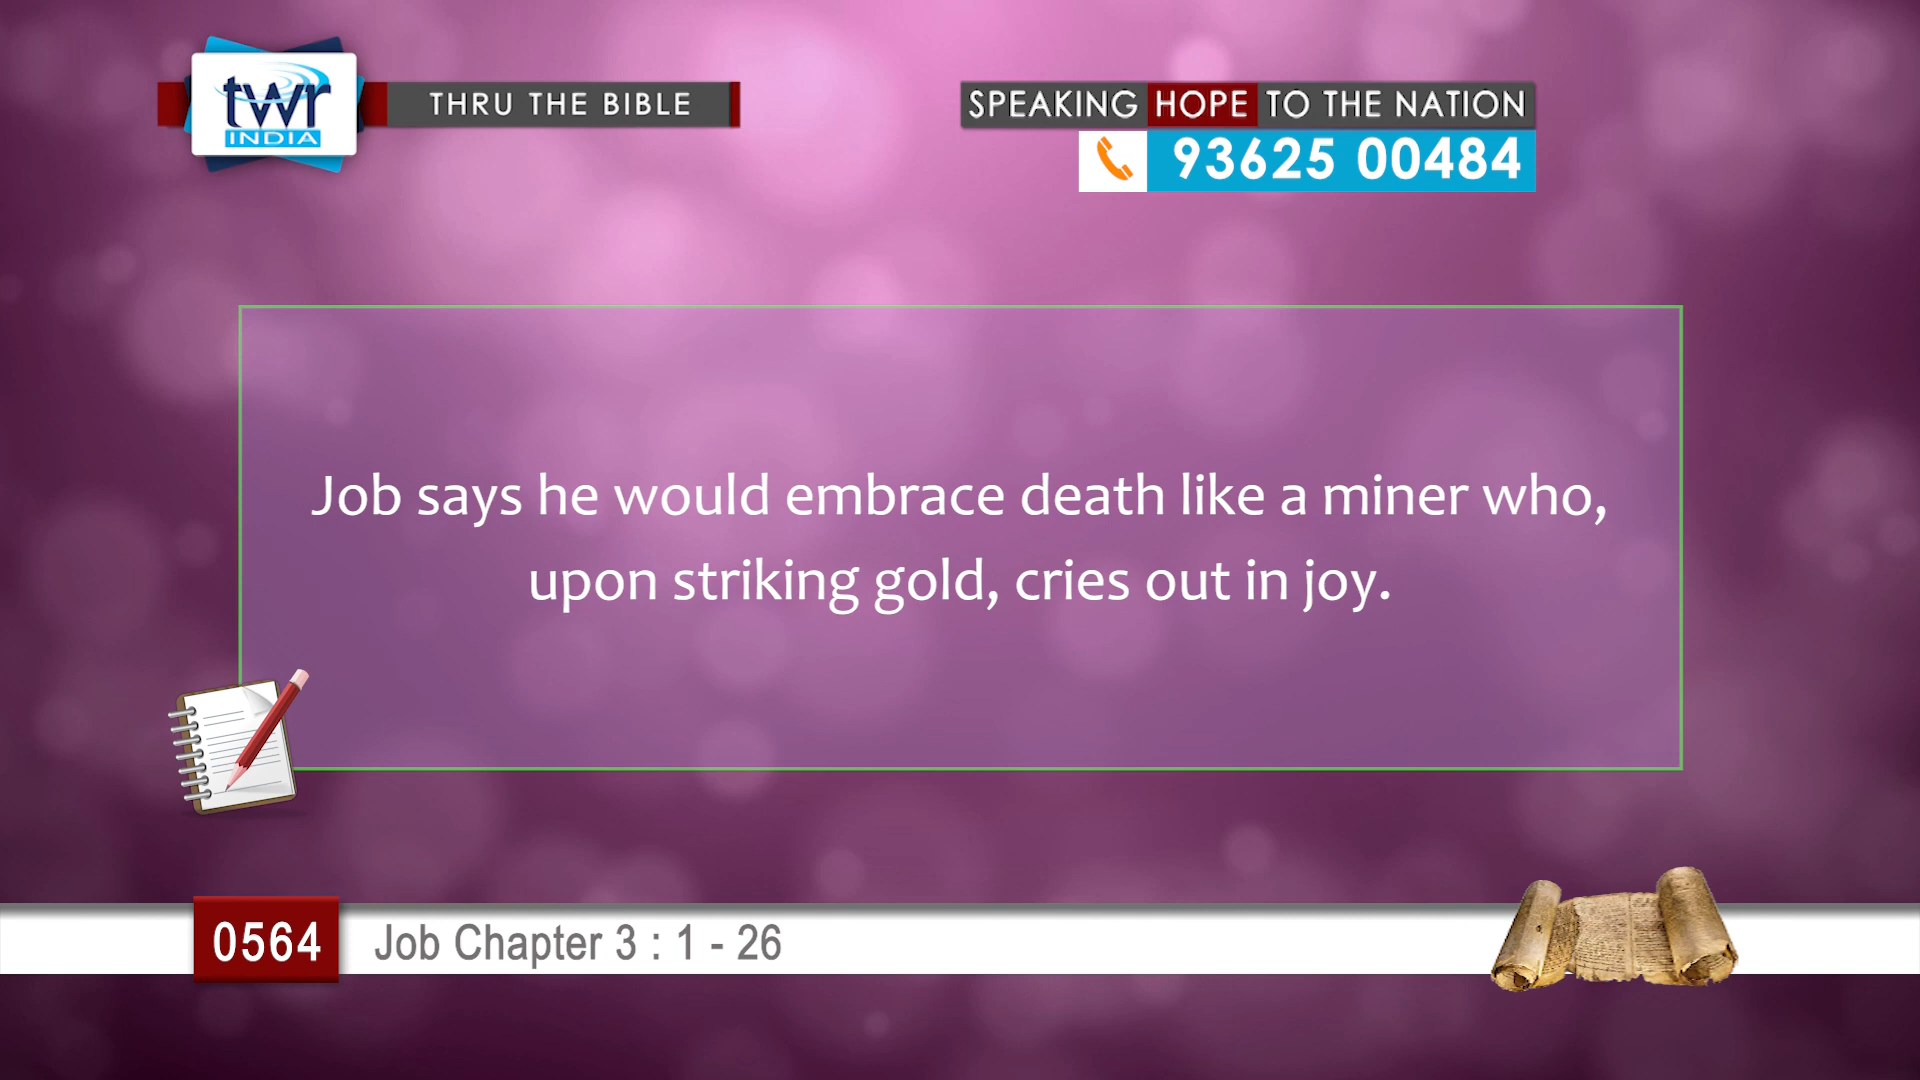 twr
INDIA
THRU THE BIBLE
SPEAKING HOPE TO THE NATION
93625 00484
Job says he would embrace death like a miner who,
upon striking gold, cries out in joy.
0564
Job Chapter 3 : 1 - 26